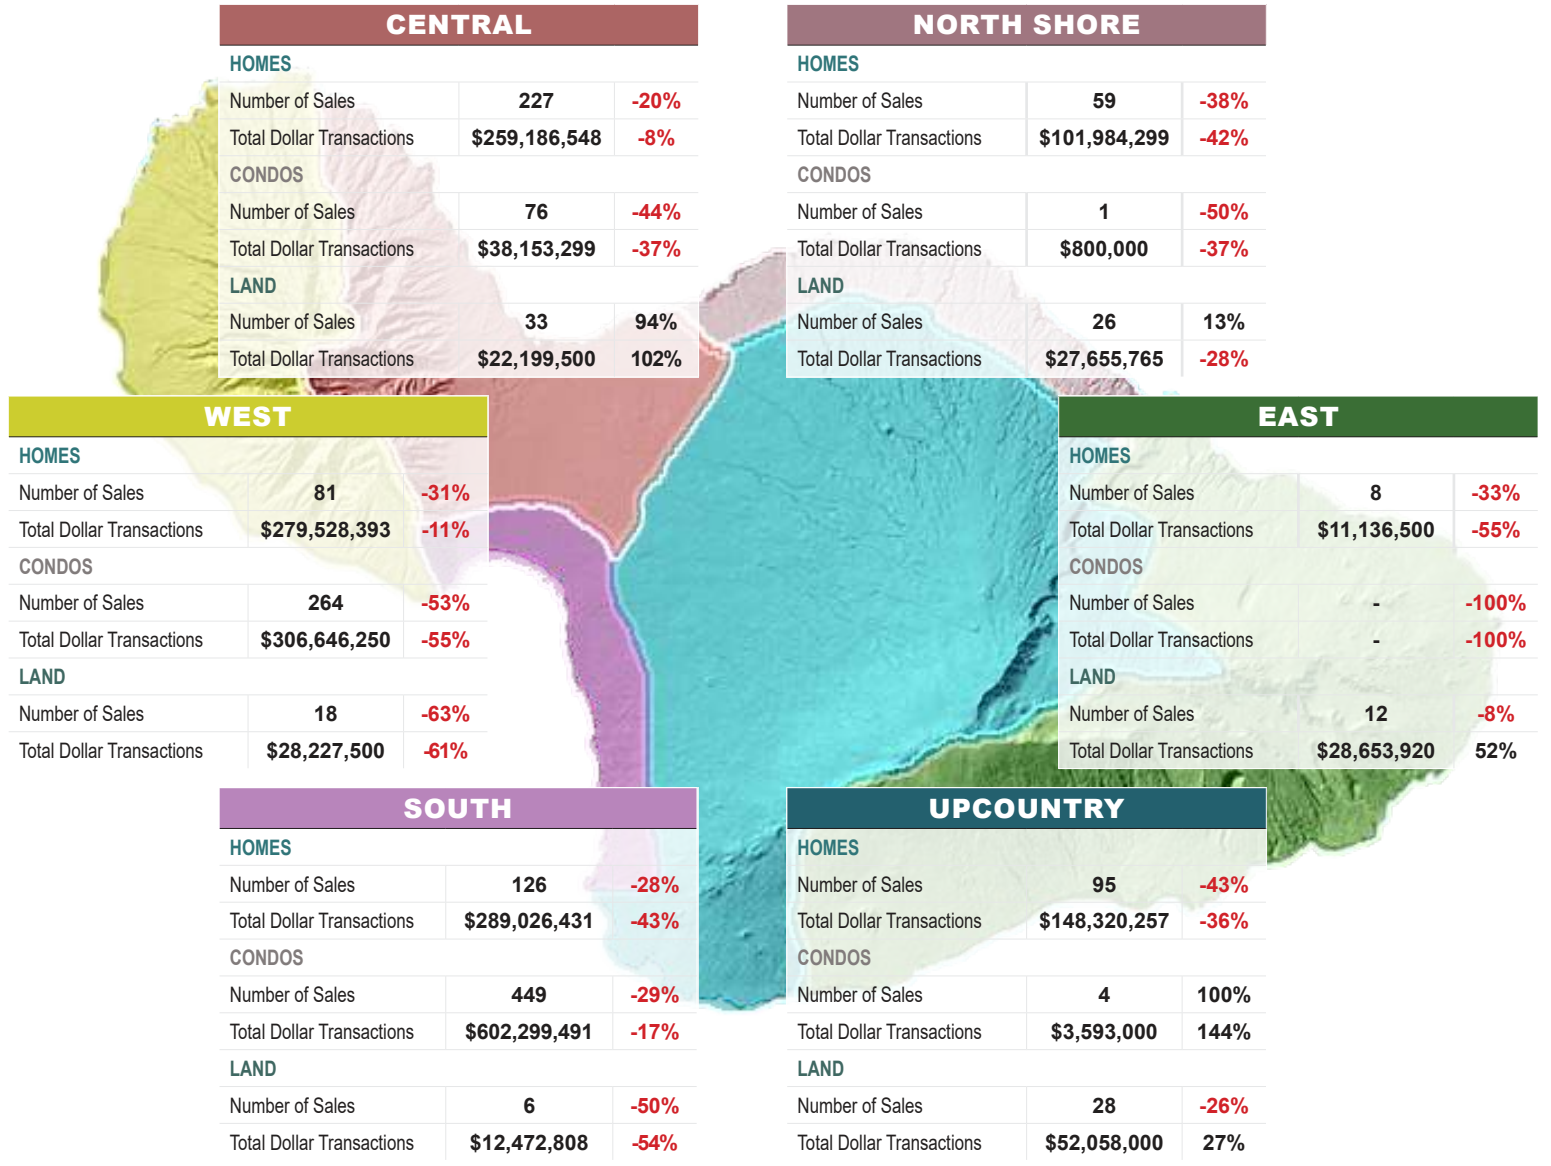 CENTRAL
HOMES
Number of Sales 227 -20%
Total Dollar Transactions $259,186,548 -8%
CONDOS
Number of Sales 76 -44%
Total Dollar Transactions $38,153,299 -37%
LAND
Number of Sales 33 94%
Total Dollar Transactions $22,199,500 102%
NORTH SHORE
HOMES
Number of Sales 59 -38%
Total Dollar Transactions $101,984,299 -42%
CONDOS
Number of Sales 1 -50%
Total Dollar Transactions $800,000 -37%
LAND
Number of Sales 26 13%
Total Dollar Transactions $27,655,765 -28%
WEST
HOMES
Number of Sales 81 -31%
Total Dollar Transactions $279,528,393 -11%
CONDOS
Number of Sales 264 -53%
Total Dollar Transactions $306,646,250 -55%
LAND
Number of Sales 18 -63%
Total Dollar Transactions $28,227,500 -61%
EAST
HOMES
Number of Sales 8 -33%
Total Dollar Transactions $11,136,500 -55%
CONDOS
Number of Sales - -100%
Total Dollar Transactions - -100%
LAND
Number of Sales 12 -8%
Total Dollar Transactions $28,653,920 52%
SOUTH
HOMES
Number of Sales 126 -28%
Total Dollar Transactions $289,026,431 -43%
CONDOS
Number of Sales 449 -29%
Total Dollar Transactions $602,299,491 -17%
LAND
Number of Sales 6 -50%
Total Dollar Transactions $12,472,808 -54%
UPCOUNTRY
HOMES
Number of Sales 95 -43%
Total Dollar Transactions $148,320,257 -36%
CONDOS
Number of Sales 4 100%
Total Dollar Transactions $3,593,000 144%
LAND
Number of Sales 28 -26%
Total Dollar Transactions $52,058,000 27%